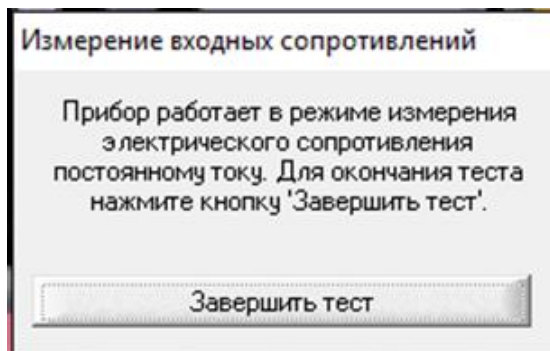 Измерение входных сопротивлений
Прибор работает в режиме измерения
электрического сопротивления
постоянному току. Для окончания теста
нажмите кнопку 'Завершить тест'.
Завершить тест